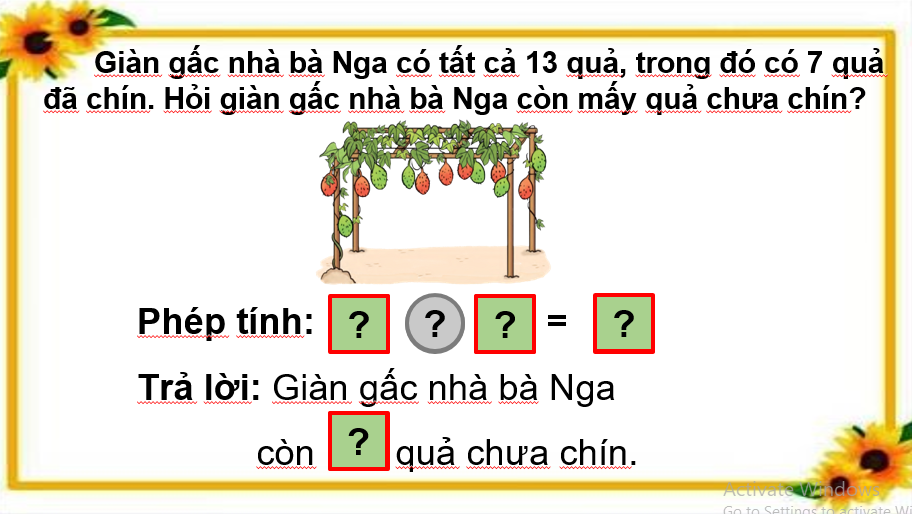 Giàn gấc nhà bà Nga có tất cả 13 quả, trong đó có 7 quả
đã chín. Hỏi giàn gấc nhà bà Nga còn mấy quả chưa chín?
Phép tính: ? ? ? = ?
Trả lời: Giàn gấc nhà bà Nga
còn ? quả chưa chín.
Activate Windows
Go to Settings to activate Wi